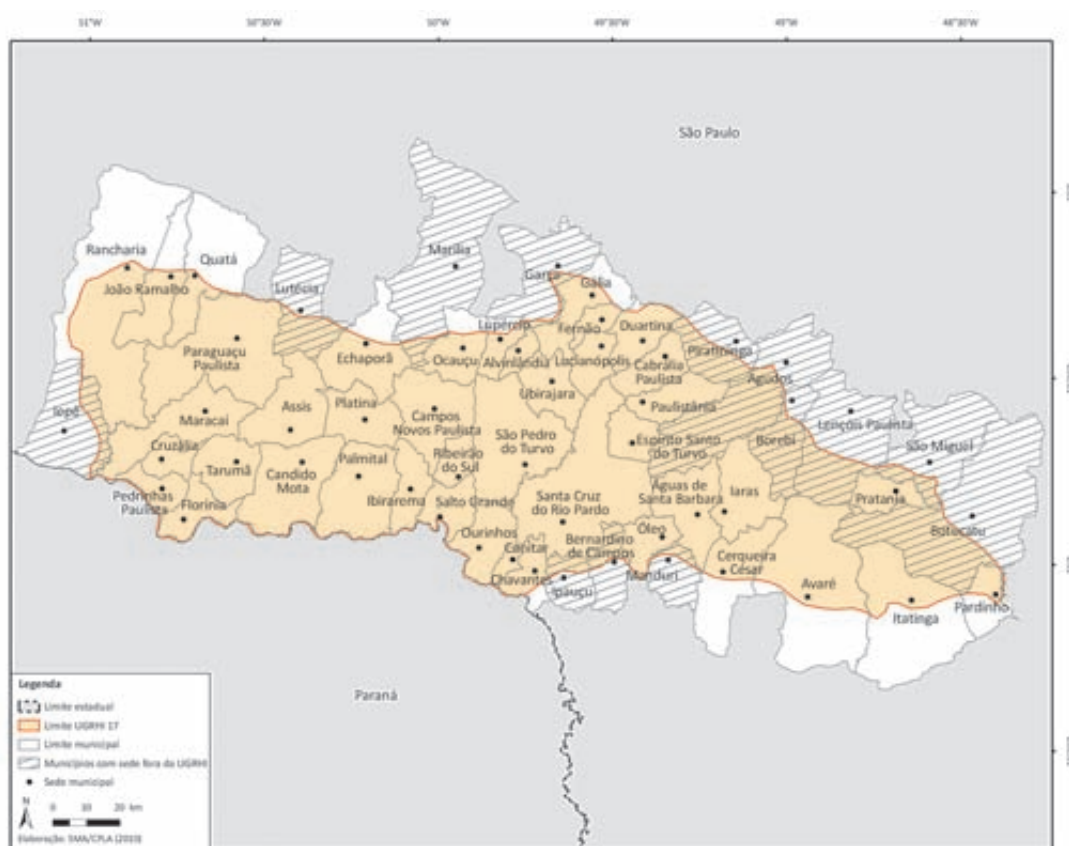 51°W
50°30'W
50°W
49°30'W
49°W
48°30'W
São Paulo
Rancharia
Quatá
João Ramalho
Lutécia
Marília
Garça
Gália
Lupércio
Fernão
Duartina
Piratininga
Paraguaçu
Paulista
Echaporã
Ocauçu
Alvinlândia
Lucianópolis
Cabrália
Paulista
Agudos
Ubirajara
Iepê
Maracaí
Assis
Platina
Campos
Novos Paulista
Paulistânia
Lençóis Paulista
Borebi
São Miguel
Cruzália
Tarumã
Candido
Mota
Palmital
Ribeirão
do Sul
São Pedro
do Turvo
Espírito Santo
do Turvo
Pratânia
Pedrinhas
Paulista
Florínia
Ibirarema
Salto Grande
Santa Cruz
do Rio Pardo
Águas de
Santa Barbara
Iaras
Botucatu
Ourinhos
Canitar
Bernardino
de Campos
Óleo
Chavantes
Ipauçu
Manduri
Cerqueira
César
Avaré
Itatinga
Pardinho
Paraná
Legenda
Limite estadual
Limite UGRHI 17
Limite municipal
Municípios com sede fora da UGRHI
Sede municipal
N
0 10 20 km
Elaboração: SMA/CPLA (2010)